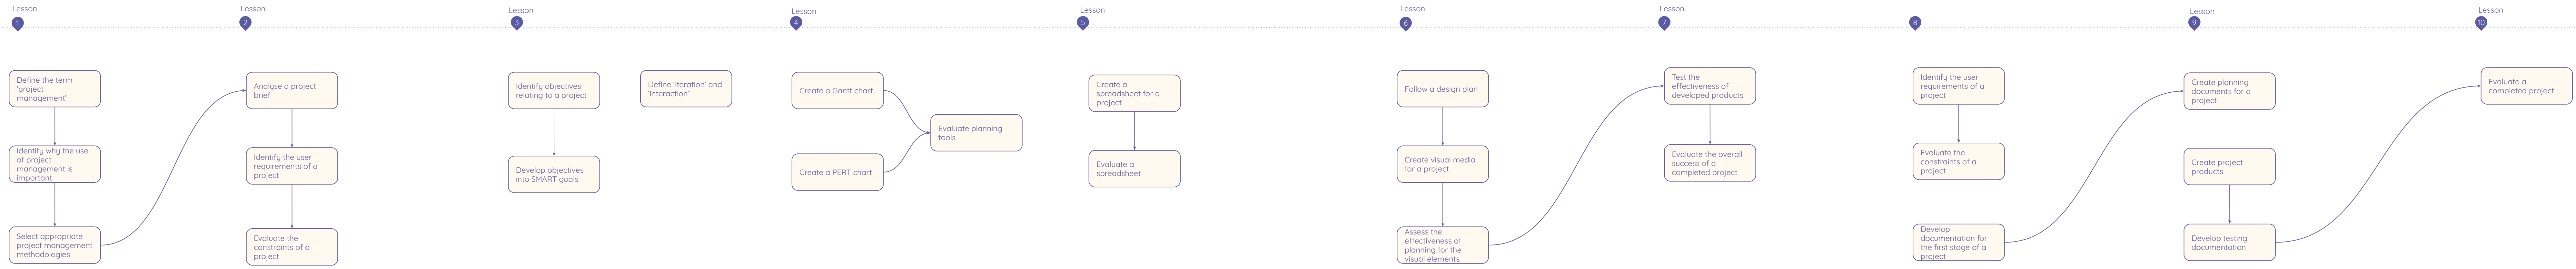 Lesson
1
Lesson
2
Lesson
3
Lesson
4
Lesson
5
Lesson
6
Lesson
7
8
Lesson
9
Lesson
10
Define the term
'project
management'
Identify why the use
of project
management is
important
Select appropriate
project management
methodologies
Analyse a project
brief
Identify the user
requirements of a
project
Evaluate the
constraints of a
project
Identify objectives
relating to a project
Develop objectives
into SMART goals
Define 'iteration' and
'interaction'
Create a Gantt chart
Create a PERT chart
Evaluate planning
tools
Create a
spreadsheet for a
project
Evaluate a
spreadsheet
Follow a design plan
Create visual media
for a project
Assess the
effectiveness of
planning for the
visual elements
Test the
effectiveness of
developed products
Evaluate the overall
success of a
completed project
Identify the user
requirements of a
project
Evaluate the
constraints of a
project
Develop
documentation for
the first stage of a
project
Create planning
documents for a
project
Create project
products
Develop testing
documentation
Evaluate a
completed project